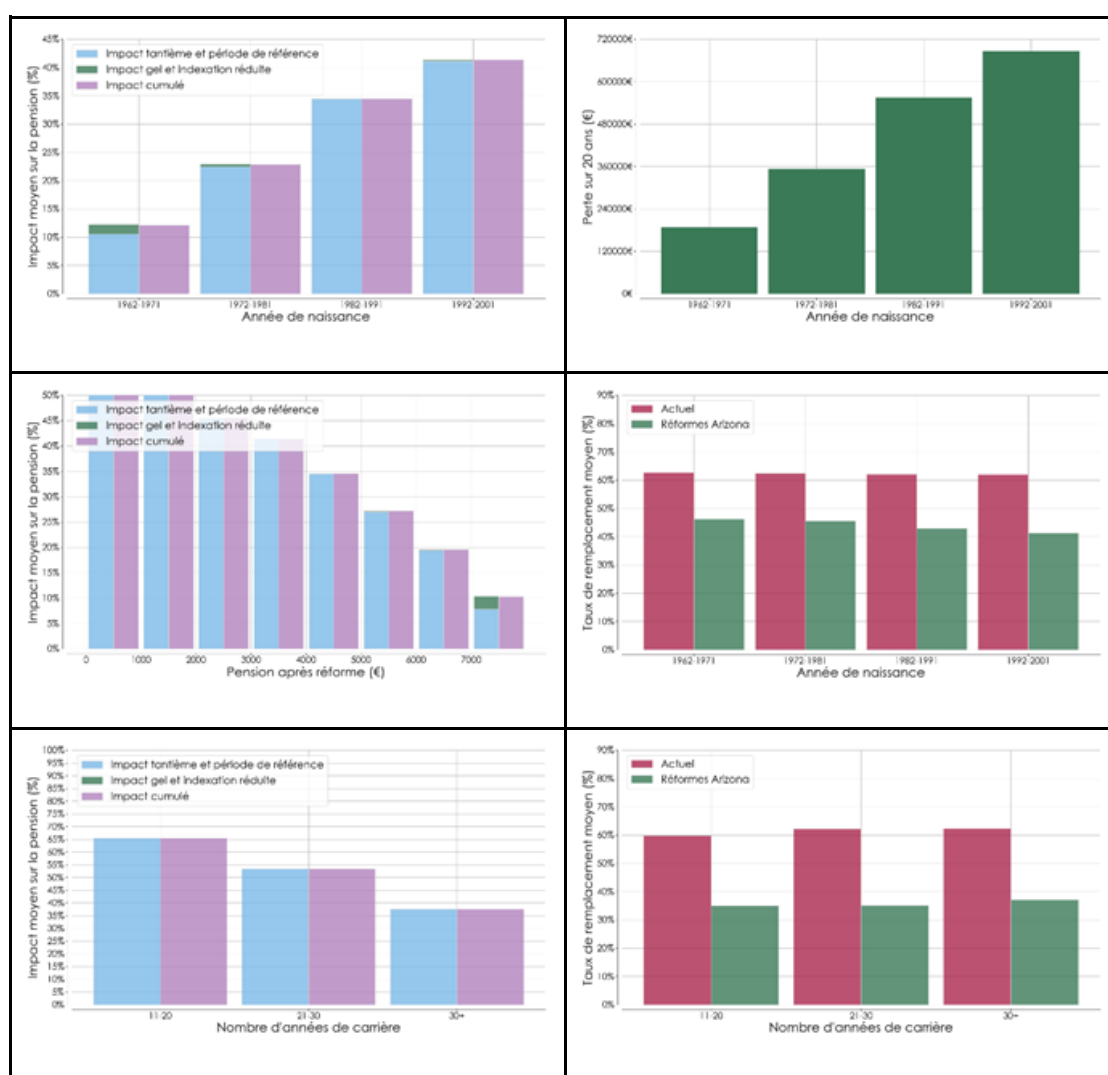 45%
40%
35%
30%
25%
20%
15%
10%
5%
0%
Impact moyen sur la pension (%)
Impact tantième et période de référence
Impact gel et indexation réduite
Impact cumulé
1962-1971 1972-1981 1982-1991 1992-2001
Année de naissance
720000€
600000€
480000€
360000€
240000€
120000€
0€
Perte sur 20 ans (€)
1962-1971 1972-1981 1982-1991 1992-2001
Année de naissance
50%
45%
40%
35%
30%
25%
20%
15%
10%
5%
0%
Impact moyen sur la pension (%)
Impact tantième et période de référence
Impact gel et indexation réduite
Impact cumulé
0 1000 2000 3000 4000 5000 6000 7000
Pension après réforme (€)
90%
80%
70%
60%
50%
40%
30%
20%
10%
0%
Taux de remplacement moyen (%)
Actuel
Réformes Arizona
1962-1971 1972-1981 1982-1991 1992-2001
Année de naissance
100%
95%
90%
85%
80%
75%
70%
65%
60%
55%
50%
45%
40%
35%
30%
25%
20%
15%
10%
5%
0%
Impact moyen sur la pension (%)
Impact tantième et période de référence
Impact gel et indexation réduite
Impact cumulé
11-20 21-30 30+
Nombre d'années de carrière
90%
80%
70%
60%
50%
40%
30%
20%
10%
0%
Taux de remplacement moyen (%)
Actuel
Réformes Arizona
11-20 21-30 30+
Nombre d'années de carrière